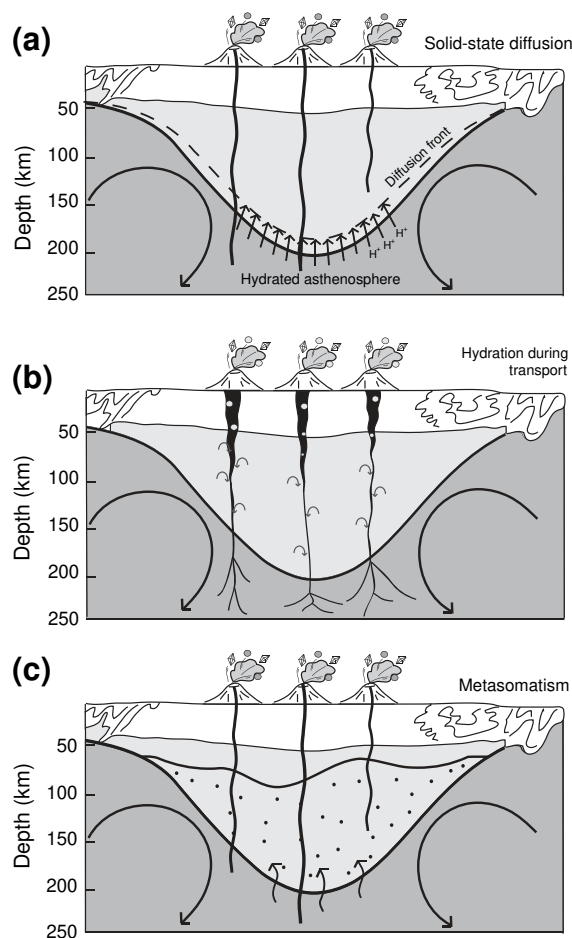 (a)
Solid-state diffusion
50
100
150
200
250
Depth (km)
Diffusion front
H+
H+
H+
Hydrated asthenosphere
(b)
Hydration during
transport
50
100
150
200
250
Depth (km)
(c)
Metasomatism
50
100
150
200
250
Depth (km)